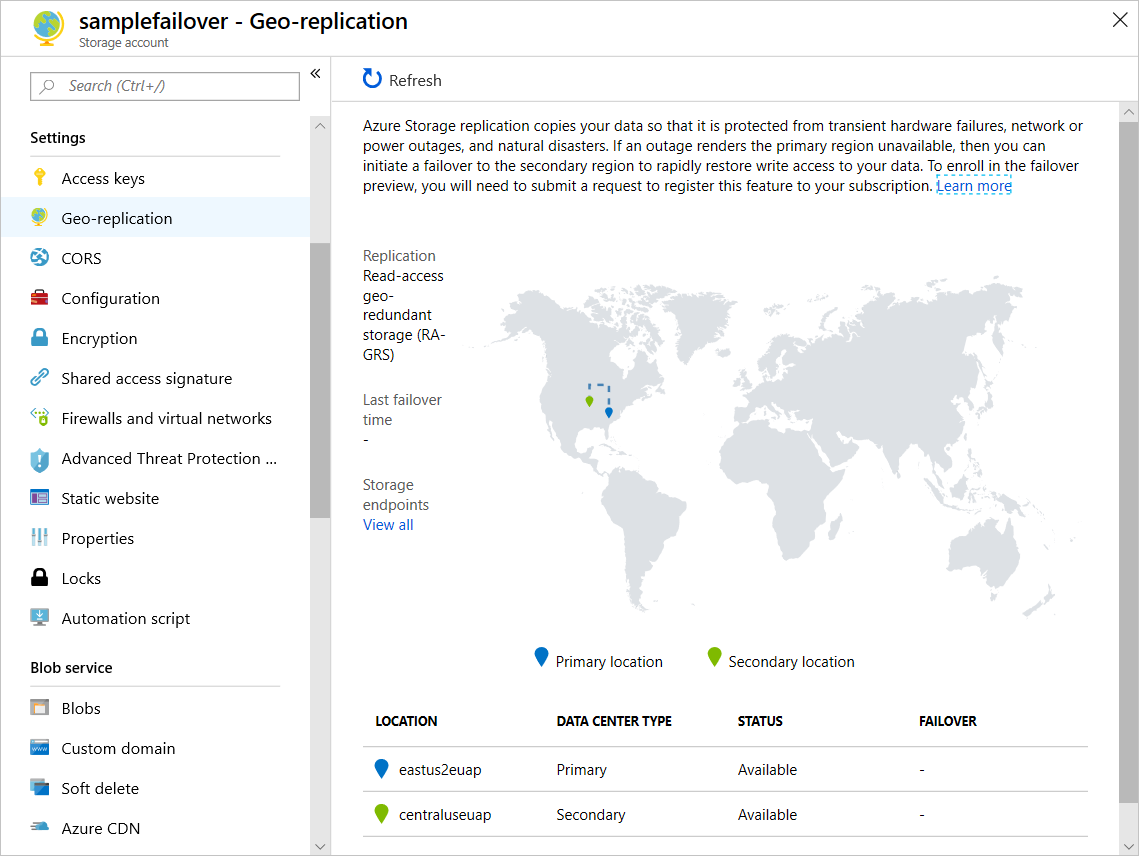 samplefailover - Geo-replication
Storage account
Search (Ctrl+/)
«
Settings
Access keys
Geo-replication
CORS
Configuration
Encryption
Shared access signature
Firewalls and virtual networks
Advanced Threat Protection ...
Static website
Properties
Locks
Automation script
Blob service
Blobs
Custom domain
Soft delete
Azure CDN
Refresh
Azure Storage replication copies your data so that it is protected from transient hardware failures, network or
power outages, and natural disasters. If an outage renders the primary region unavailable, then you can
initiate a failover to the secondary region to rapidly restore write access to your data. To enroll in the failover
preview, you will need to submit a request to register this feature to your subscription. Learn more
Replication
Read-access
geo-
redundant
storage (RA-
GRS)
Last failover
time
-
Storage
endpoints
View all
Primary location Secondary location
LOCATION DATA CENTER TYPE STATUS FAILOVER
eastus2euap Primary Available -
centraluseuap Secondary Available -